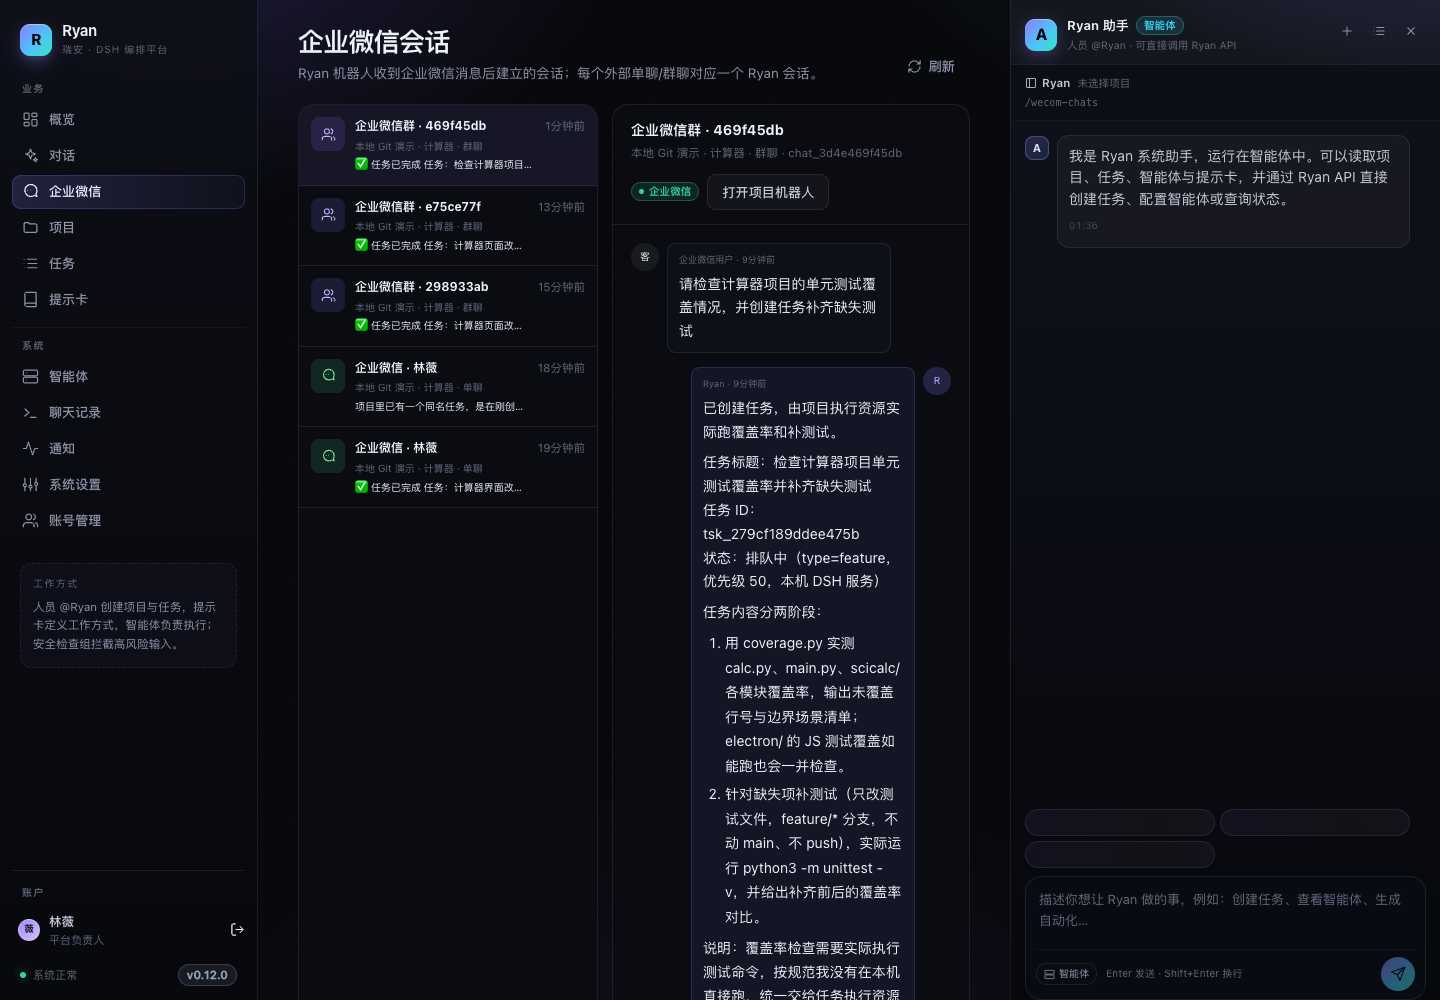 R
Ryan
瑞安 · DSH 编排平台
业务
概览
对话
企业微信
项目
任务
提示卡
系统
智能体
聊天记录
通知
系统设置
账号管理
工作方式
人员 @Ryan 创建项目与任务，提示
卡定义工作方式，智能体负责执行；
安全检查组拦截高风险输入。
账户
薇
林薇
平台负责人
系统正常
v0.12.0
企业微信会话
Ryan 机器人收到企业微信消息后建立的会话；每个外部单聊/群聊对应一个 Ryan 会话。
刷新
企业微信群 · 469f45db
1分钟前
本地 Git 演示 · 计算器 · 群聊
✅ 任务已完成 任务：检查计算器项目...
企业微信群 · e75ce77f
13分钟前
本地 Git 演示 · 计算器 · 群聊
✅ 任务已完成 任务：计算器页面改...
企业微信群 · 298933ab
15分钟前
本地 Git 演示 · 计算器 · 群聊
✅ 任务已完成 任务：计算器页面改...
企业微信 · 林薇
18分钟前
本地 Git 演示 · 计算器 · 单聊
项目里已有一个同名任务，是在刚创...
企业微信 · 林薇
19分钟前
本地 Git 演示 · 计算器 · 单聊
✅ 任务已完成 任务：计算器界面改...
企业微信群 · 469f45db
本地 Git 演示 · 计算器 · 群聊 · chat_3d4e469f45db
企业微信
打开项目机器人
客
企业微信用户 · 9分钟前
请检查计算器项目的单元测试覆
盖情况，并创建任务补齐缺失测
试
R
Ryan · 9分钟前
已创建任务，由项目执行资源实
际跑覆盖率和补测试。
任务标题：检查计算器项目单元
测试覆盖率并补齐缺失测试
任务 ID：
tsk_279cf189ddee475b
状态：排队中（type=feature，
优先级 50，本机 DSH 服务）
任务内容分两阶段：
1. 用 coverage.py 实测
calc.py、main.py、scicalc/
各模块覆盖率，输出未覆盖
行号与边界场景清单；
electron/ 的 JS 测试覆盖如
能跑也会一并检查。
2. 针对缺失项补测试（只改测
试文件，feature/* 分支，不
动 main、不 push），实际运
行 python3 -m unittest -
v，并给出补齐前后的覆盖率
对比。
说明：覆盖率检查需要实际执行
测试命令，按规范我没有在本机
直接跑，统一交给任务执行资源
A
Ryan 助手
智能体
人员 @Ryan · 可直接调用 Ryan API
Ryan 未选择项目
/wecom-chats
A
我是 Ryan 系统助手，运行在智能体中。可以读取项
目、任务、智能体与提示卡，并通过 Ryan API 直接
创建任务、配置智能体或查询状态。
01:36
描述你想让 Ryan 做的事，例如：创建任务、查看智能体、生成
自动化...
智能体
Enter 发送 · Shift+Enter 换行